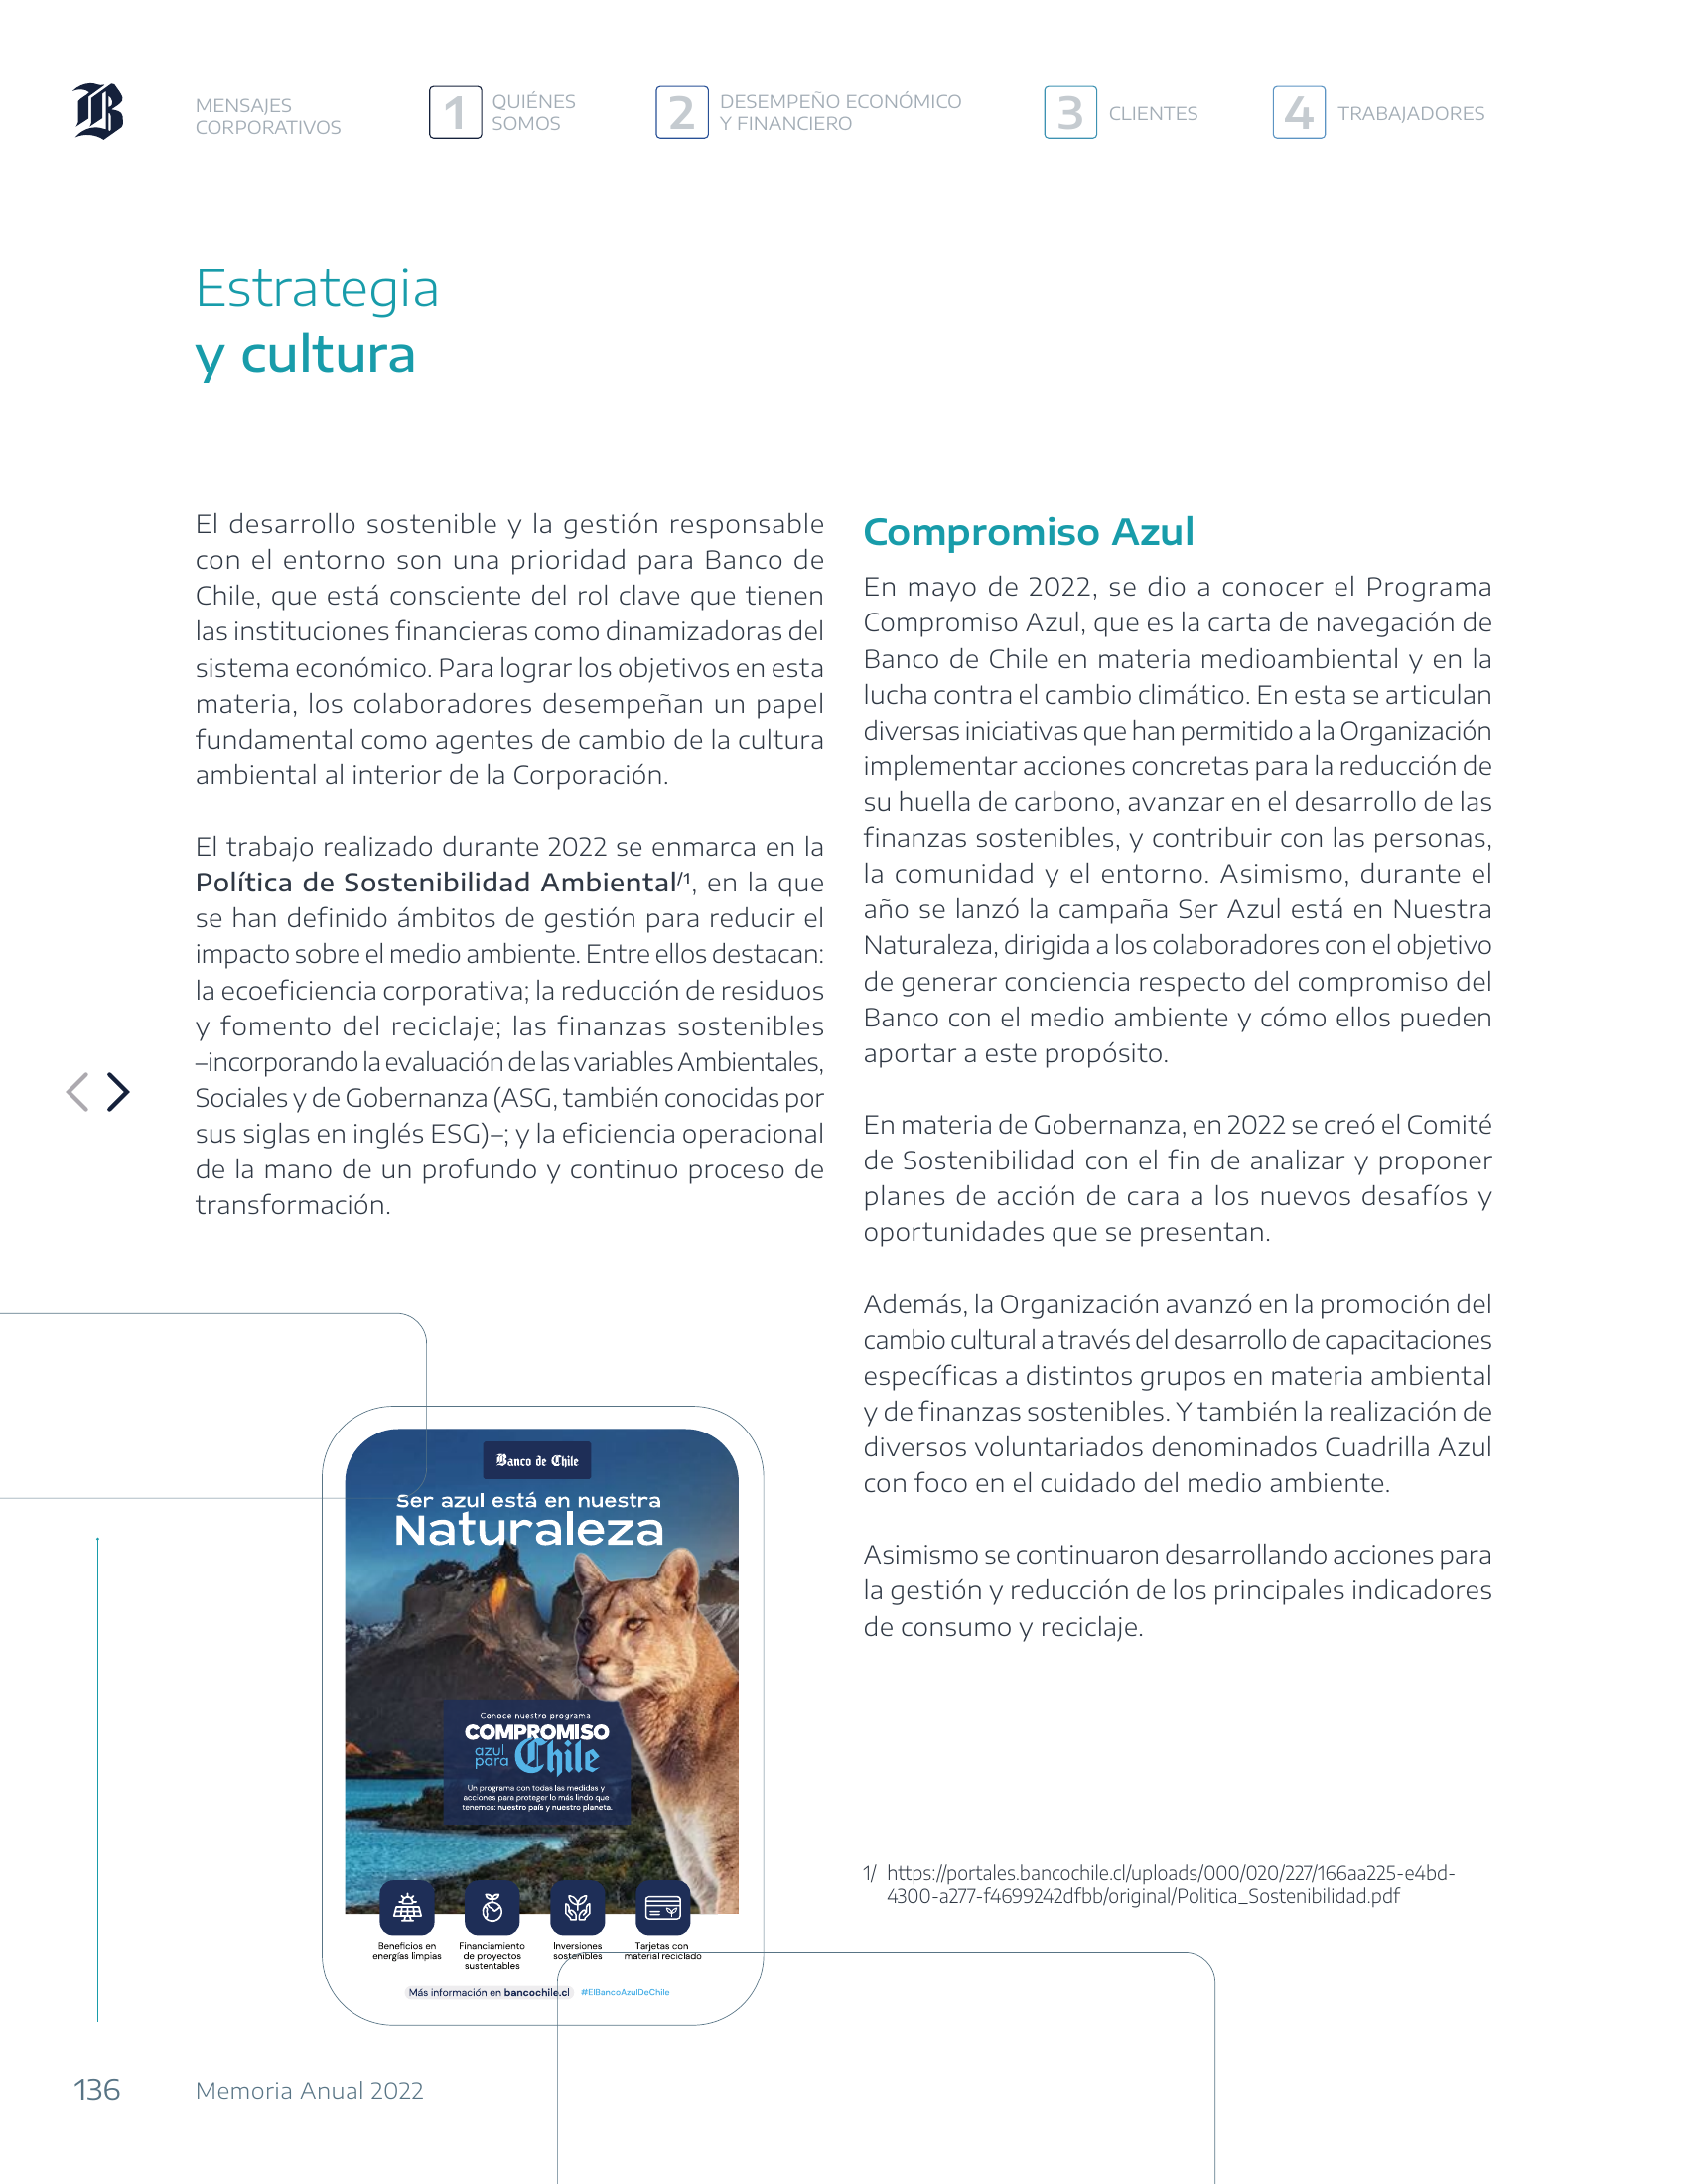 B
MENSAJES
CORPORATIVOS
1
QUIÉNES
SOMOS
2
DESEMPEÑO ECONÓMICO
Y FINANCIERO
3
CLIENTES
4
TRABAJADORES
Estrategia
y cultura
El desarrollo sostenible y la gestión responsable
con el entorno son una prioridad para Banco de
Chile, que está consciente del rol clave que tienen
las instituciones financieras como dinamizadoras del
sistema económico. Para lograr los objetivos en esta
materia, los colaboradores desempeñan un papel
fundamental como agentes de cambio de la cultura
ambiental al interior de la Corporación.
El trabajo realizado durante 2022 se enmarca en la
Política de Sostenibilidad Ambiental/1, en la que
se han definido ámbitos de gestión para reducir el
impacto sobre el medio ambiente. Entre ellos destacan:
la ecoeficiencia corporativa; la reducción de residuos
y fomento del reciclaje; las finanzas sostenibles
–incorporando la evaluación de las variables Ambientales,
Sociales y de Gobernanza (ASG, también conocidas por
sus siglas en inglés ESG)–; y la eficiencia operacional
de la mano de un profundo y continuo proceso de
transformación.
Banco de Chile
Ser azul está en nuestra
Naturaleza
Conoce nuestro programa
COMPROMISO
azul
para
Chile
Un programa con todas las medidas y
acciones para proteger lo más lindo que
tenemos: nuestro país y nuestro planeta.
Beneficios en
energías limpias
Financiamiento
de proyectos
sustentables
Inversiones
sostenibles
Tarjetas con
material reciclado
Más información en bancochile.cl #ElBancoAzulDeChile
Compromiso Azul
En mayo de 2022, se dio a conocer el Programa
Compromiso Azul, que es la carta de navegación de
Banco de Chile en materia medioambiental y en la
lucha contra el cambio climático. En esta se articulan
diversas iniciativas que han permitido a la Organización
implementar acciones concretas para la reducción de
su huella de carbono, avanzar en el desarrollo de las
finanzas sostenibles, y contribuir con las personas,
la comunidad y el entorno. Asimismo, durante el
año se lanzó la campaña Ser Azul está en Nuestra
Naturaleza, dirigida a los colaboradores con el objetivo
de generar conciencia respecto del compromiso del
Banco con el medio ambiente y cómo ellos pueden
aportar a este propósito.
En materia de Gobernanza, en 2022 se creó el Comité
de Sostenibilidad con el fin de analizar y proponer
planes de acción de cara a los nuevos desafíos y
oportunidades que se presentan.
Además, la Organización avanzó en la promoción del
cambio cultural a través del desarrollo de capacitaciones
específicas a distintos grupos en materia ambiental
y de finanzas sostenibles. Y también la realización de
diversos voluntariados denominados Cuadrilla Azul
con foco en el cuidado del medio ambiente.
Asimismo se continuaron desarrollando acciones para
la gestión y reducción de los principales indicadores
de consumo y reciclaje.
1/ https://portales.bancochile.cl/uploads/000/020/227/166aa225-e4bd-
4300-a277-f4699242dfbb/original/Politica_Sostenibilidad.pdf
136
Memoria Anual 2022